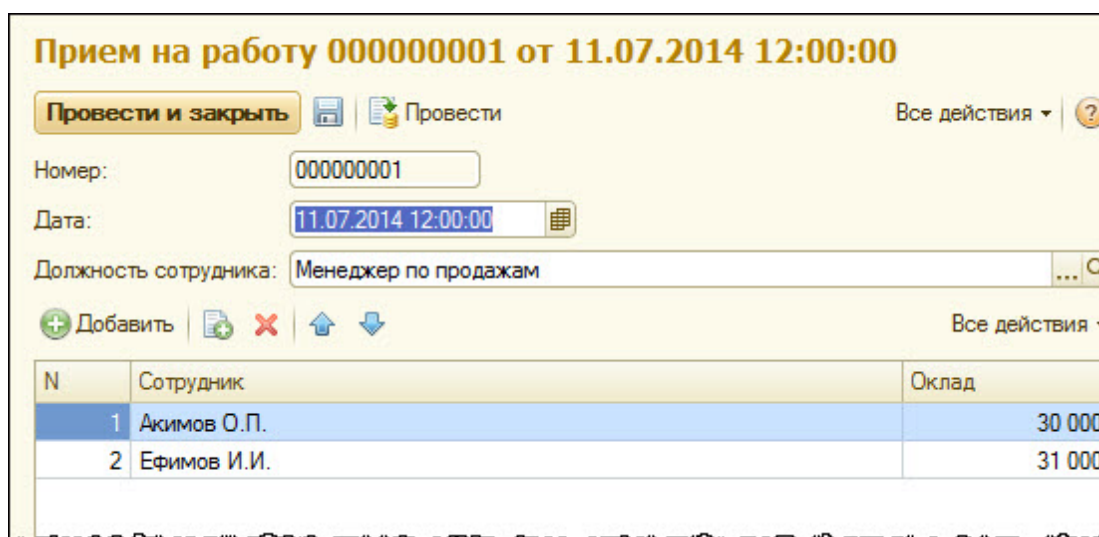 Прием на работу 000000001 от 11.07.2014 12:00:00
Провести и закрыть Провести Все действия ?
Номер: 000000001
Дата: 11.07.2014 12:00:00
Должность сотрудника: Менеджер по продажам ...
Добавить Все действия
N Сотрудник Оклад
1 Акимов О.П. 30 000
2 Ефимов И.И. 31 000